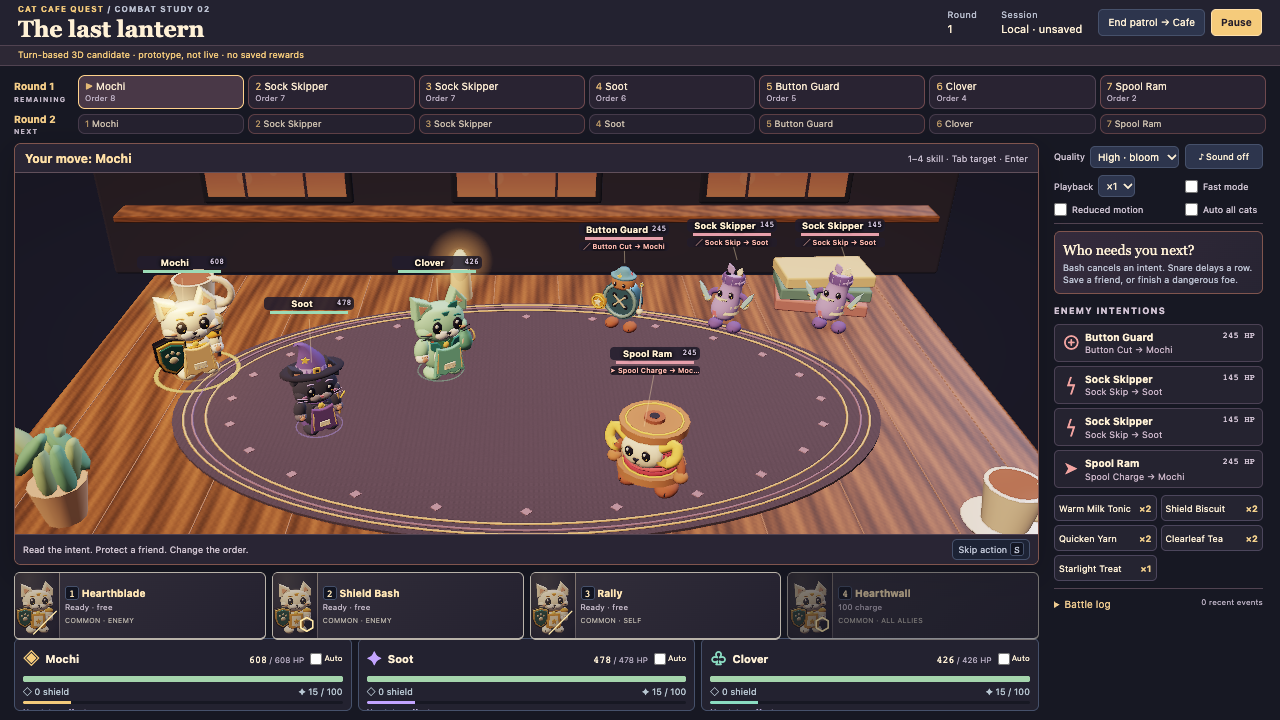 CAT CAFE QUEST / COMBAT STUDY 02
The last lantern
Round
1
Session
Local · unsaved
End patrol → Cafe
Pause
Turn-based 3D candidate · prototype, not live · no saved rewards
Round 1
REMAINING
▶ Mochi
Order 8
2 Sock Skipper
Order 7
3 Sock Skipper
Order 7
4 Soot
Order 6
5 Button Guard
Order 5
6 Clover
Order 4
7 Spool Ram
Order 2
Round 2
NEXT
1 Mochi
2 Sock Skipper
3 Sock Skipper
4 Soot
5 Button Guard
6 Clover
7 Spool Ram
Your move: Mochi
1–4 skill · Tab target · Enter
Mochi 608
Soot 478
Clover 426
Button Guard 245
Button Cut → Mochi
Sock Skipper 145
Sock Skip → Soot
Sock Skipper 145
Sock Skip → Soot
Spool Ram 245
Spool Charge → Moc…
Read the intent. Protect a friend. Change the order.
Skip action S
Quality High · bloom ♪ Sound off
Playback ×1 Fast mode
Reduced motion Auto all cats
Who needs you next?
Bash cancels an intent. Snare delays a row.
Save a friend, or finish a dangerous foe.
ENEMY INTENTIONS
Button Guard 245 HP
Button Cut → Mochi
Sock Skipper 145 HP
Sock Skip → Soot
Sock Skipper 145 HP
Sock Skip → Soot
Spool Ram 245 HP
Spool Charge → Mochi
Warm Milk Tonic ×2
Shield Biscuit ×2
Quicken Yarn ×2
Clearleaf Tea ×2
Starlight Treat ×1
▶ Battle log 0 recent events
1 Hearthblade
Ready · free
COMMON · ENEMY
2 Shield Bash
Ready · free
COMMON · ENEMY
3 Rally
Ready · free
COMMON · SELF
4 Hearthwall
100 charge
COMMON · ALL ALLIES
Mochi 608 / 608 HP Auto
0 shield 15 / 100
Soot 478 / 478 HP Auto
0 shield 15 / 100
Clover 426 / 426 HP Auto
0 shield 15 / 100